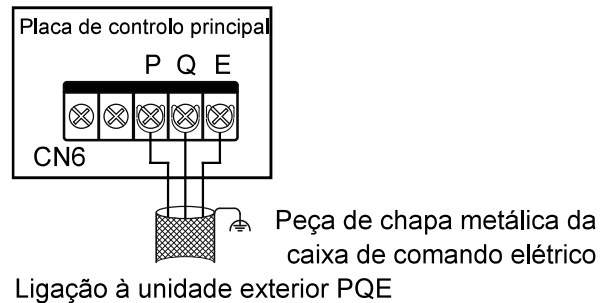 Placa de controlo principal
P Q E
CN6
Peça de chapa metálica da
caixa de comando elétrico
Ligação à unidade exterior PQE